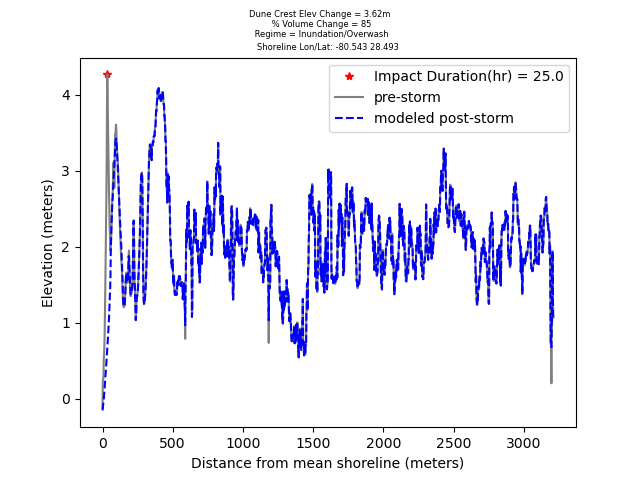 Dune Crest Elev Change = 3.62m
% Volume Change = 85
Regime = Inundation/Overwash
Shoreline Lon/Lat: -80.543 28.493
Impact Duration(hr) = 25.0
pre-storm
modeled post-storm
Elevation (meters)
4
3
2
1
0
0 500 1000 1500 2000 2500 3000
Distance from mean shoreline (meters)